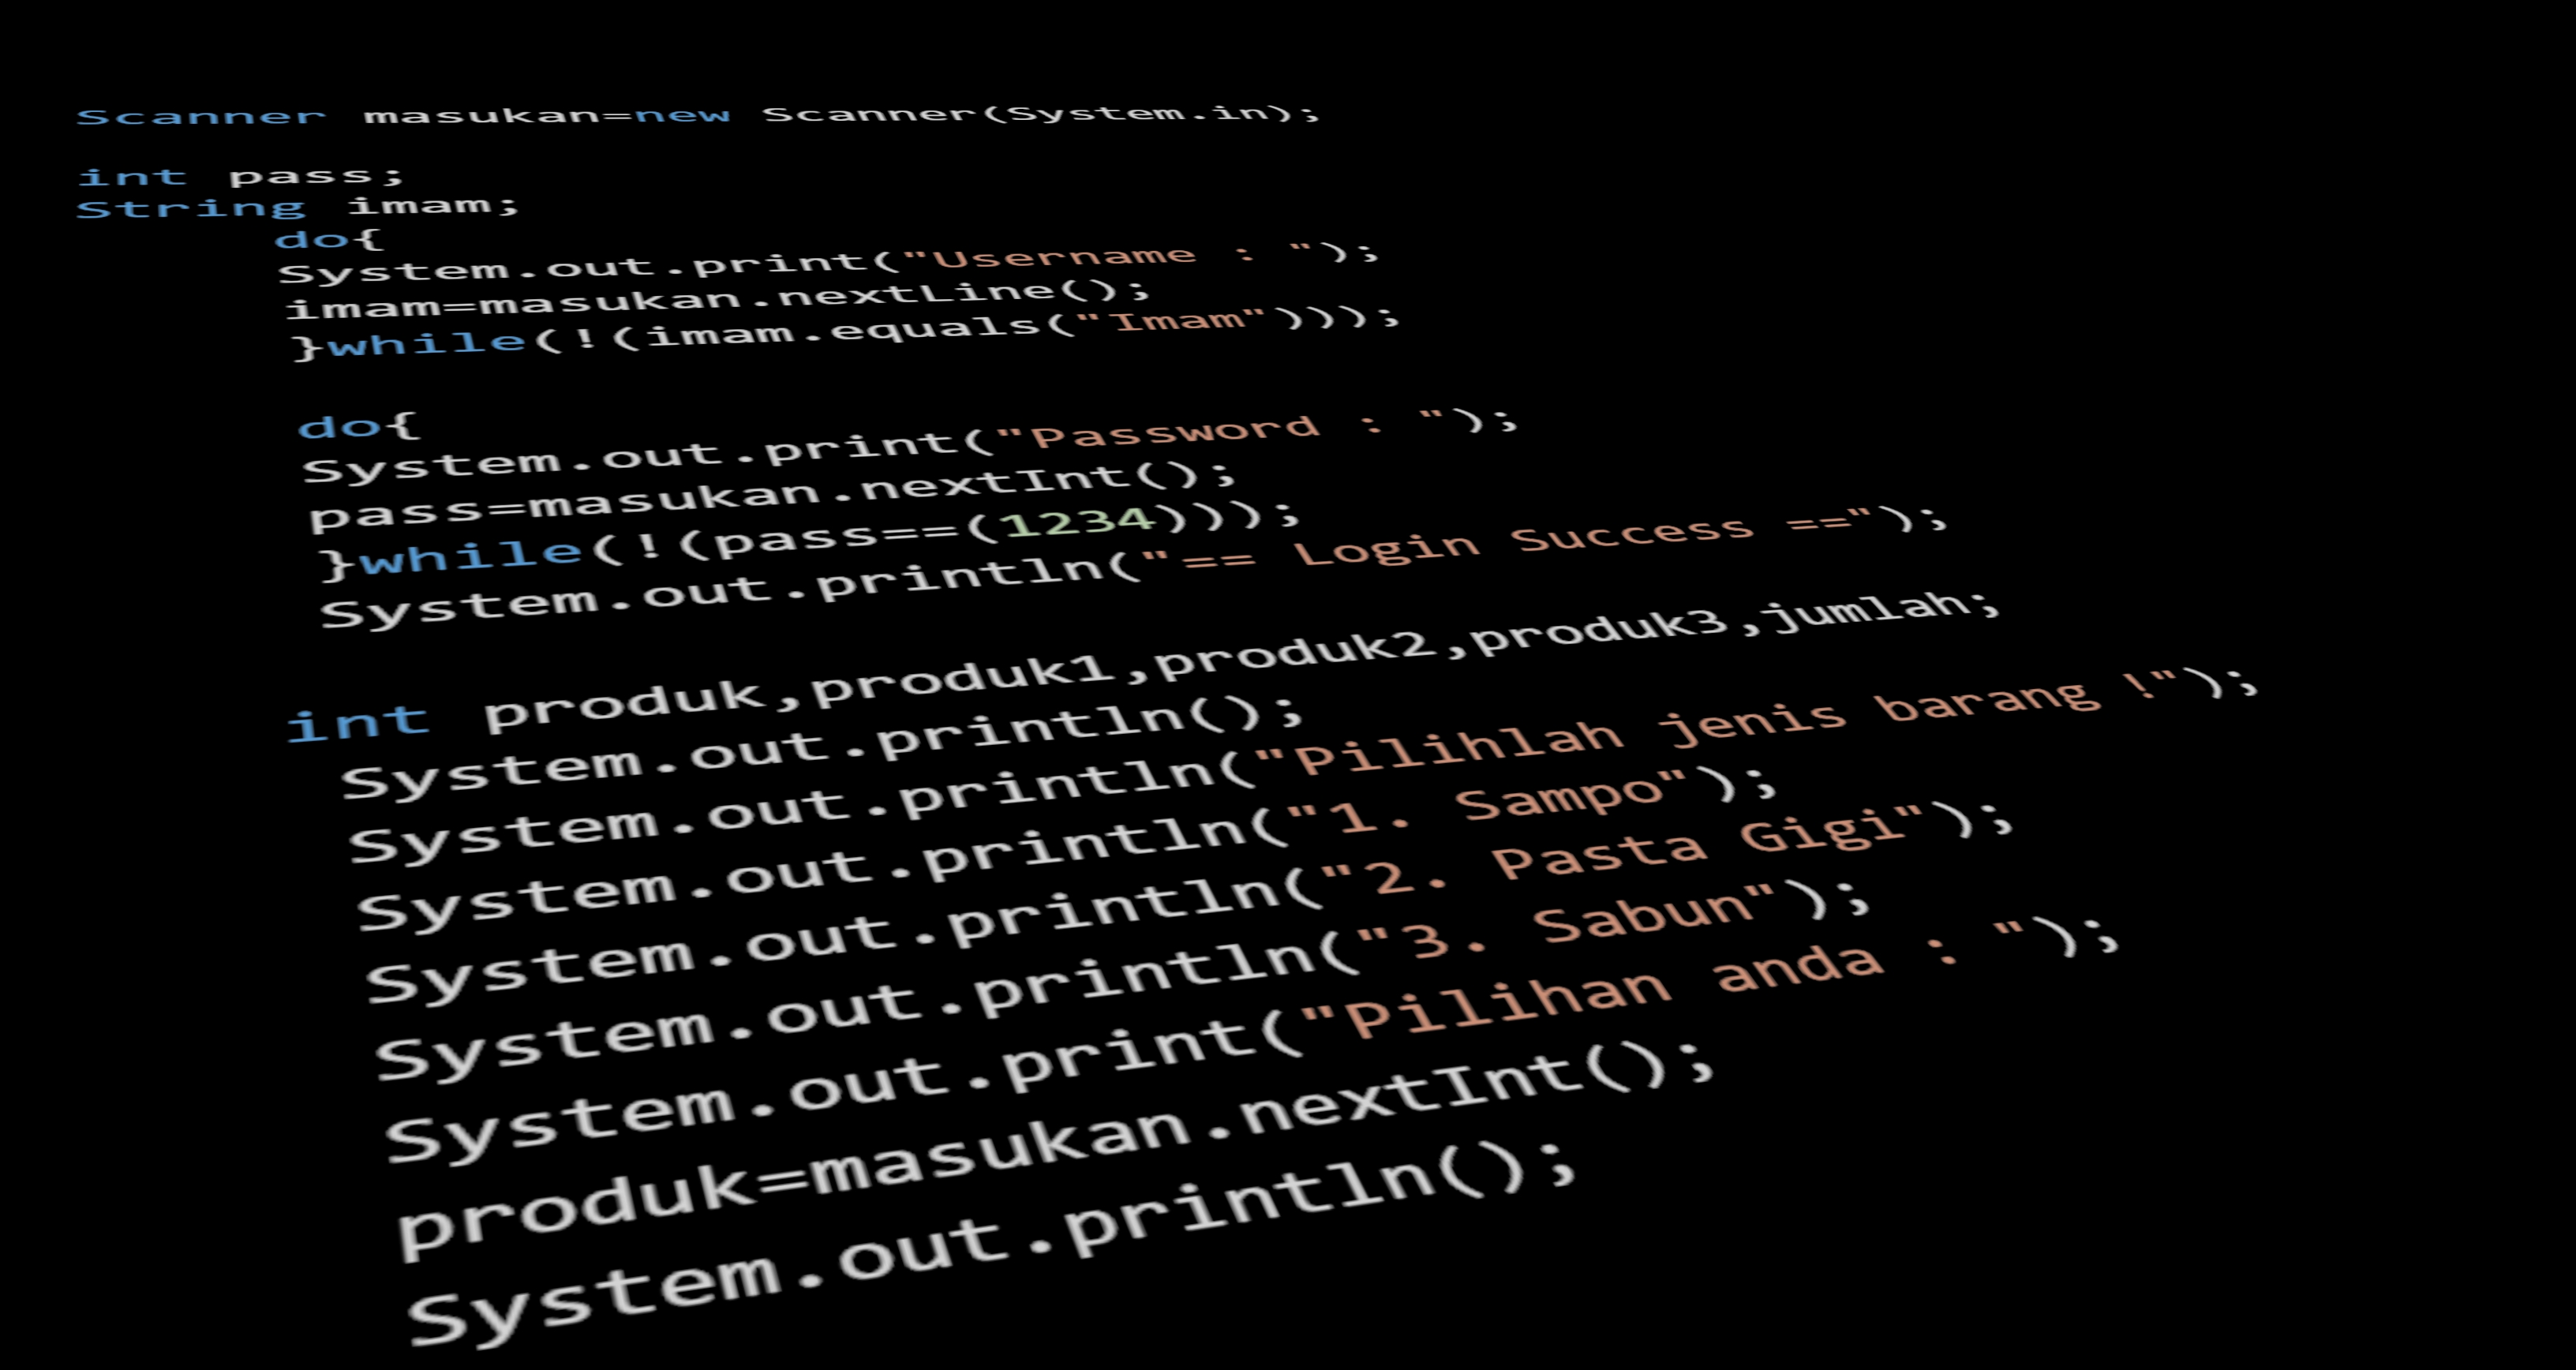 Scanner masukan=new Scanner(System.in);
int pass;
String imam;
do{
System.out.print("Username : ");
imam=masukan.nextLine();
}while(!(imam.equals("Imam")));
do{
System.out.print("Password : ");
pass=masukan.nextInt();
}while(!(pass==(1234)));
System.out.println("== Login Success ==");
int produk,produk1,produk2,produk3,jumlah;
System.out.println();
System.out.println("Pilihlah jenis barang !");
System.out.println("1. Sampo");
System.out.println("2. Pasta Gigi");
System.out.println("3. Sabun");
System.out.print("Pilihan anda : ");
produk=masukan.nextInt();
System.out.println();